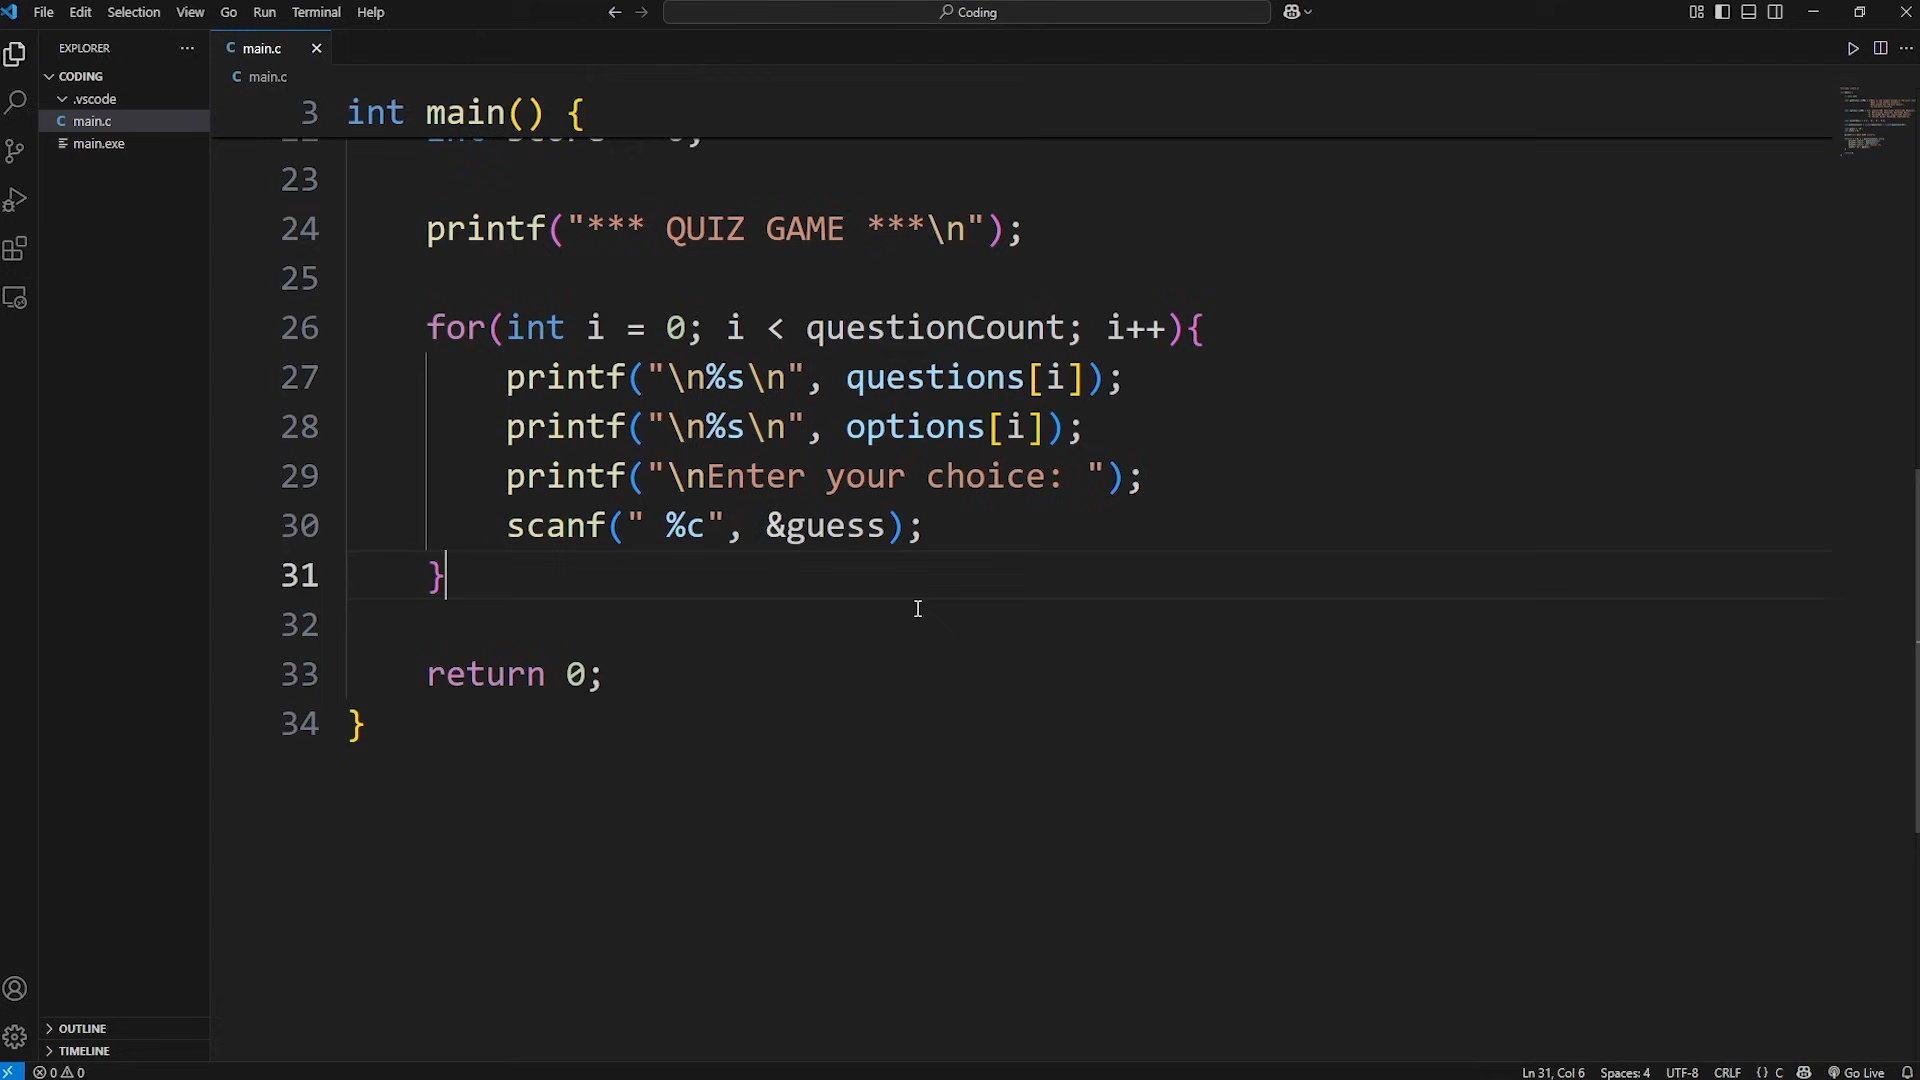 File Edit Selection View Go Run Terminal Help
Coding
EXPLORER
CODING
.vscode
C main.c
main.exe
C main.c
C main.c
3 int main() {
23
24 printf("*** QUIZ GAME ***\n");
25
26 for(int i = 0; i < questionCount; i++){
27 printf("\n%s\n", questions[i]);
28 printf("\n%s\n", options[i]);
29 printf("\nEnter your choice: ");
30 scanf(" %c", &guess);
31 }
32
33 return 0;
34 }
OUTLINE
TIMELINE
0 0
Ln 31, Col 6 Spaces: 4 UTF-8 CRLF {} C Go Live